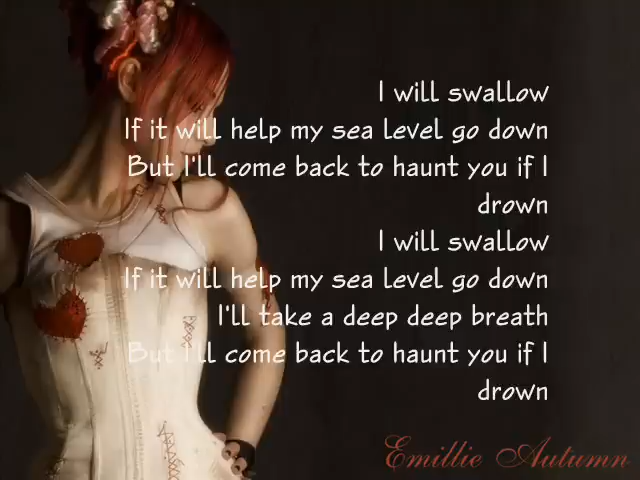 I will swallow
If it will help my sea level go down
But I'll come back to haunt you if I
drown
I will swallow
If it will help my sea level go down
I'll take a deep deep breath
But I'll come back to haunt you if I
drown
Emillie Autumn